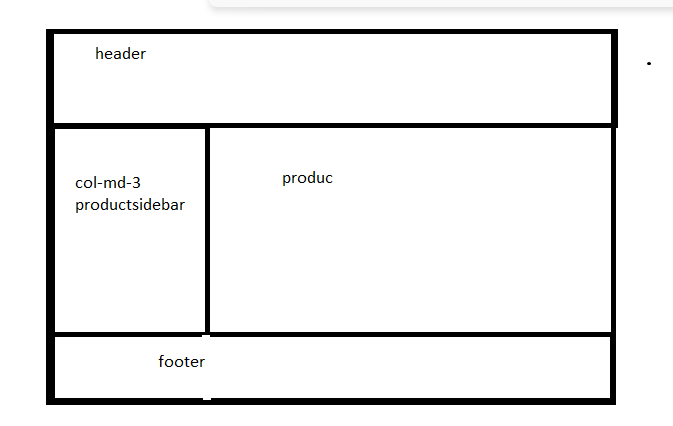 header
col-md-3
productsidebar
produc
footer